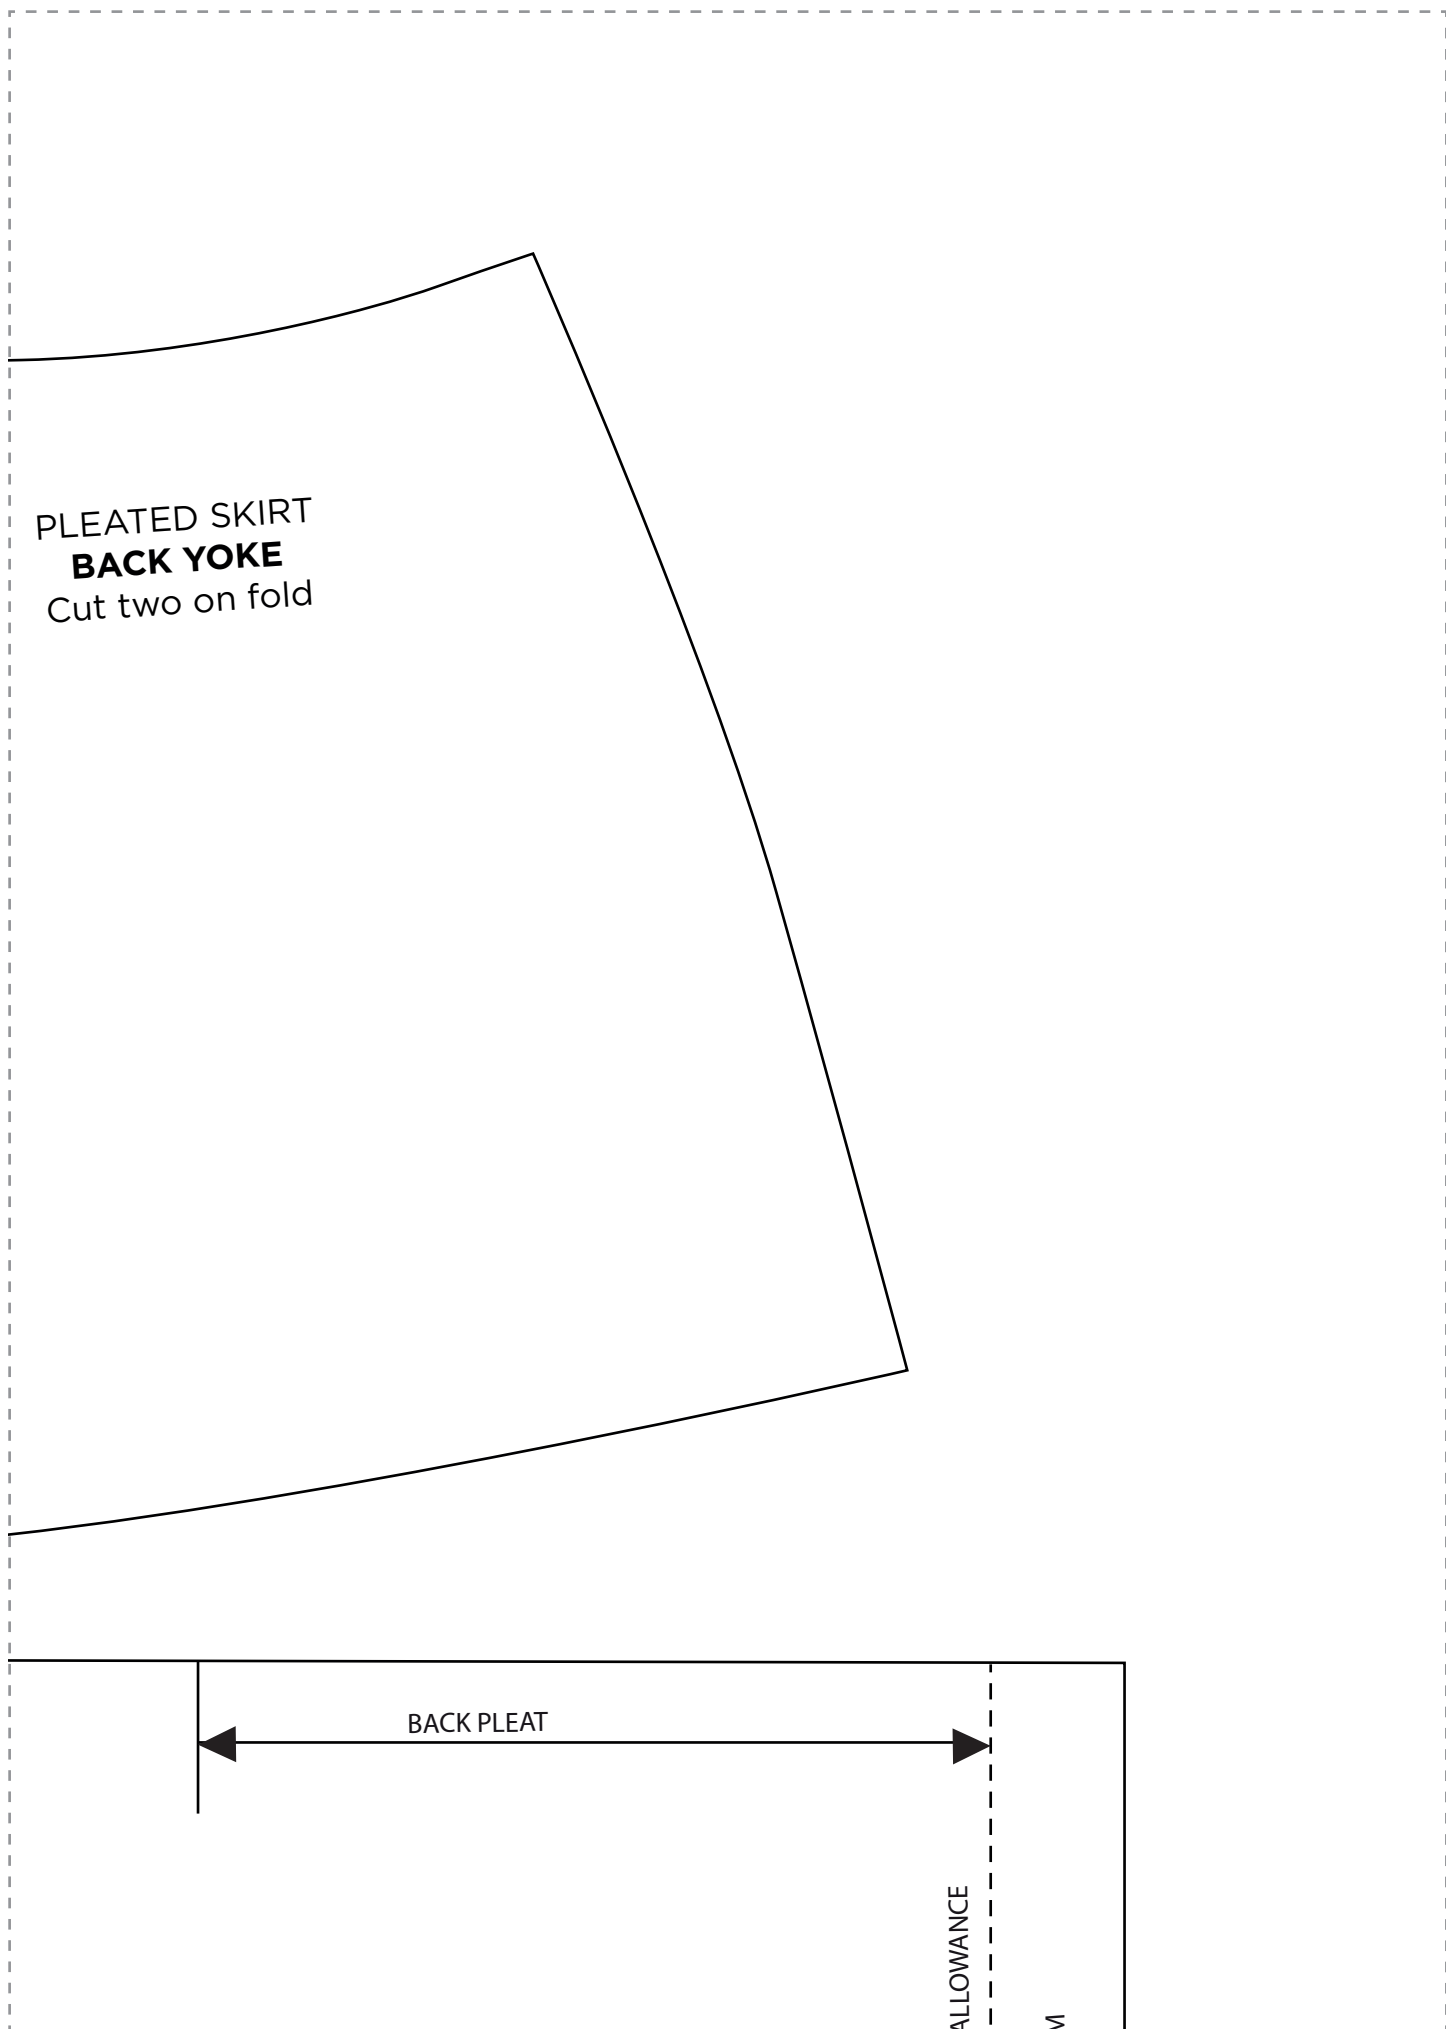 PLEATED SKIRT
BACK YOKE
Cut two on fold
BACK PLEAT
ALLOWANCE
M